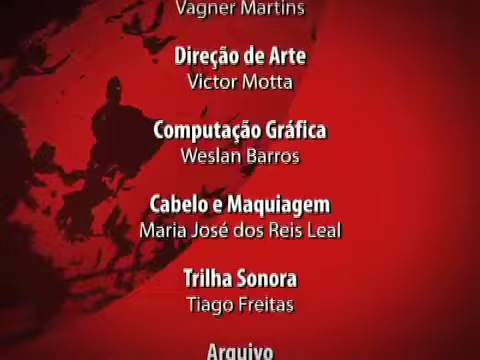 Vagner Martins
Direção de Arte
Victor Motta
Computação Gráfica
Weslan Barros
Cabelo e Maquiagem
Maria José dos Reis Leal
Trilha Sonora
Tiago Freitas
Arquivo